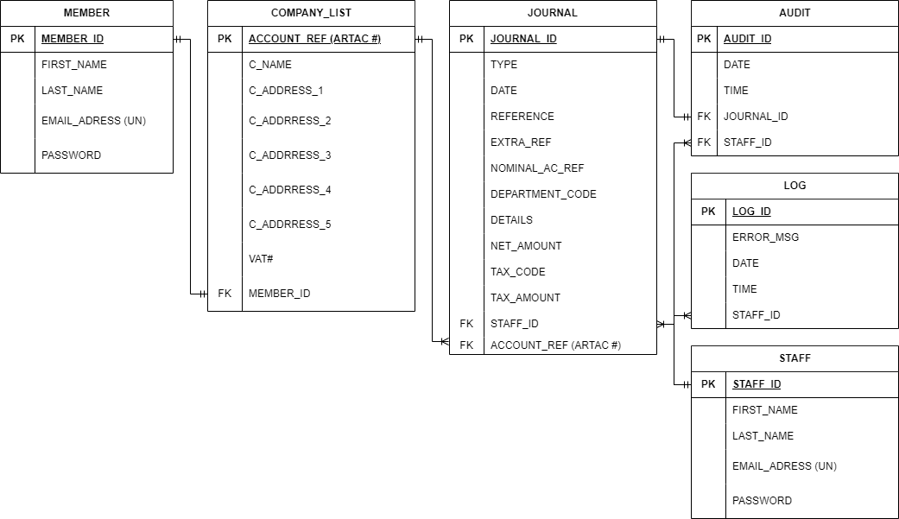 MEMBER
PK MEMBER_ID
FIRST_NAME
LAST_NAME
EMAIL_ADRESS (UN)
PASSWORD
COMPANY_LIST
PK ACCOUNT_REF (ARTAC #)
C_NAME
C_ADDRESS_1
C_ADDRRESS_2
C_ADDRRESS_3
C_ADDRRESS_4
C_ADDRRESS_5
VAT#
FK MEMBER_ID
JOURNAL
PK JOURNAL_ID
TYPE
DATE
REFERENCE
EXTRA_REF
NOMINAL_AC_REF
DEPARTMENT_CODE
DETAILS
NET_AMOUNT
TAX_CODE
TAX_AMOUNT
FK STAFF_ID
FK ACCOUNT_REF (ARTAC #)
AUDIT
PK AUDIT_ID
DATE
TIME
FK JOURNAL_ID
FK STAFF_ID
LOG
PK LOG_ID
ERROR_MSG
DATE
TIME
STAFF_ID
STAFF
PK STAFF_ID
FIRST_NAME
LAST_NAME
EMAIL_ADRESS (UN)
PASSWORD